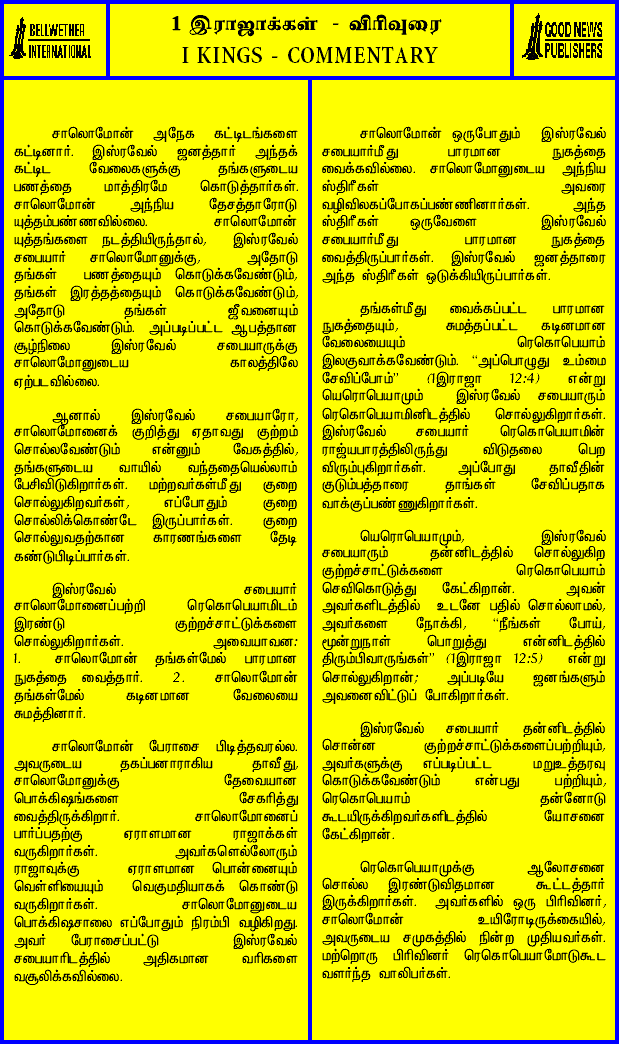 BELLWETHER
INTERNATIONAL
1 இராஜாக்கள் - விரிவுரை
I KINGS - COMMENTARY
GOOD NEWS
PUBLISHERS
சாலொமோன் அநேக கட்டிடங்களை
கட்டினார். இஸ்ரவேல் ஜனத்தார் அந்தக்
கட்டிட வேலைகளுக்கு தங்களுடைய
பணத்தை மாத்திரமே கொடுத்தார்கள்.
சாலொமோன் அந்நிய தேசத்தாரோடு
யுத்தம்பண்ணவில்லை. சாலொமோன்
யுத்தங்களை நடத்தியிருந்தால், இஸ்ரவேல்
சபையார் சாலொமோனுக்கு, அதோடு
தங்கள் பணத்தையும் கொடுக்கவேண்டும்,
தங்கள் இரத்தத்தையும் கொடுக்கவேண்டும்,
அதோடு தங்கள் ஜீவனையும்
கொடுக்கவேண்டும். அப்படிப்பட்ட ஆபத்தான
சூழ்நிலை இஸ்ரவேல் சபையாருக்கு
சாலொமோனுடைய காலத்திலே
ஏற்படவில்லை.
ஆனால் இஸ்ரவேல் சபையாரோ,
சாலொமோனைக் குறித்து ஏதாவது குற்றம்
சொல்லவேண்டும் என்னும் வேகத்தில்,
தங்களுடைய வாயில் வந்ததையெல்லாம்
பேசிவிடுகிறார்கள். மற்றவர்கள்மீது குறை
சொல்லுகிறவர்கள், எப்போதும் குறை
சொல்லிக்கொண்டே இருப்பார்கள். குறை
சொல்லுவதற்கான காரணங்களை தேடி
கண்டுபிடிப்பார்கள்.
இஸ்ரவேல் சபையார்
சாலொமோனைப்பற்றி ரெகொபெயாமிடம்
இரண்டு குற்றச்சாட்டுக்களை
சொல்லுகிறார்கள். அவையாவன:
1. சாலொமோன் தங்கள்மேல் பாரமான
நுகத்தை வைத்தார். 2. சாலொமோன்
தங்கள்மேல் கடினமான வேலையை
சுமத்தினார்.
சாலொமோன் பேராசை பிடித்தவரல்ல.
அவருடைய தகப்பனாராகிய தாவீது,
சாலொமோனுக்கு தேவையான
பொக்கிஷங்களை சேகரித்து
வைத்திருக்கிறார். சாலொமோனைப்
பார்ப்பதற்கு ஏராளமான ராஜாக்கள்
வருகிறார்கள். அவர்களெல்லோரும்
ராஜாவுக்கு ஏராளமான பொன்னையும்
வெள்ளியையும் வெகுமதியாகக் கொண்டு
வருகிறார்கள். சாலொமோனுடைய
பொக்கிஷசாலை எப்போதும் நிரம்பி வழிகிறது.
அவர் பேராசைப்பட்டு இஸ்ரவேல்
சபையாரிடத்தில் அதிகமான வரிகளை
வசூலிக்கவில்லை.
சாலொமோன் ஒருபோதும் இஸ்ரவேல்
சபையார்மீது பாரமான நுகத்தை
வைக்கவில்லை. சாலொமோனுடைய அந்நிய
ஸ்திரீகள் அவரை
வழிவிலகப்போகப்பண்ணினார்கள். அந்த
ஸ்திரீகள் ஒருவேளை இஸ்ரவேல்
சபையார்மீது பாரமான நுகத்தை
வைத்திருப்பார்கள். இஸ்ரவேல் ஜனத்தாரை
அந்த ஸ்திரீகள் ஒடுக்கியிருப்பார்கள்.
தங்கள்மீது வைக்கப்பட்ட பாரமான
நுகத்தையும், சுமத்தப்பட்ட கடினமான
வேலையையும் ரெகொபெயாம்
இலகுவாக்கவேண்டும். “அப்பொழுது உம்மை
சேவிப்போம்” (1இராஜா 12:4) என்று
யெரொபெயாமும் இஸ்ரவேல் சபையாரும்
ரெகொபெயாமினிடத்தில் சொல்லுகிறார்கள்.
இஸ்ரவேல் சபையார் ரெகொபெயாமின்
ராஜ்யபாரத்திலிருந்து விடுதலை பெற
விரும்புகிறார்கள். அப்போது தாவீதின்
குடும்பத்தாரை தாங்கள் சேவிப்பதாக
வாக்குப்பண்ணுகிறார்கள்.
யெரொபெயாமும், இஸ்ரவேல்
சபையாரும் தன்னிடத்தில் சொல்லுகிற
குற்றச்சாட்டுக்களை ரெகொபெயாம்
செவிகொடுத்து கேட்கிறான். அவன்
அவர்களிடத்தில் உடனே பதில் சொல்லாமல்,
அவர்களை நோக்கி, “நீங்கள் போய்,
மூன்றுநாள் பொறுத்து என்னிடத்தில்
திரும்பிவாருங்கள்” (1இராஜா 12:5) என்று
சொல்லுகிறான்; அப்படியே ஜனங்களும்
அவனைவிட்டுப் போகிறார்கள்.
இஸ்ரவேல் சபையார் தன்னிடத்தில்
சொன்ன குற்றச்சாட்டுக்களைப்பற்றியும்,
அவர்களுக்கு எப்படிப்பட்ட மறுஉத்தரவு
கொடுக்கவேண்டும் என்பது பற்றியும்,
ரெகொபெயாம் தன்னோடு
கூடயிருக்கிறவர்களிடத்தில் யோசனை
கேட்கிறான்.
ரெகொபெயாமுக்கு ஆலோசனை
சொல்ல இரண்டுவிதமான கூட்டத்தார்
இருக்கிறார்கள். அவர்களில் ஒரு பிரிவினர்,
சாலொமோன் உயிரோடிருக்கையில்,
அவருடைய சமுகத்தில் நின்ற முதியவர்கள்.
மற்றொரு பிரிவினர் ரெகொபெயாமோடுகூட
வளர்ந்த வாலிபர்கள்.